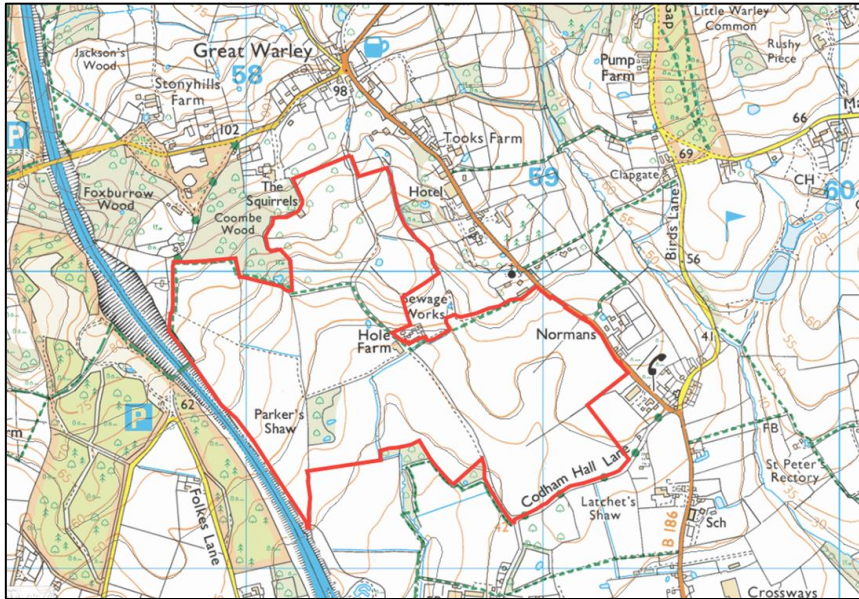 Great Warley
58
Jackson's
Wood
Stonyhills
Farm
98
102
P
Foxburrow
Wood
The
Squirrels
Coombe
Wood
Tooks Farm
Hotel
59
Gap
Little Warley
Common
Rushy
Piece
Pump
Farm
66
69
Clapgate
CH
60
Birds Lane
56
41
Sewage
Works
Hole
Farm
Normans
Parker's
Shaw
62
P
Folkes Lane
Codham Hall Lane
Latchet's
Shaw
42
FB
St Peter's
Rectory
Sch
B 186
Crossways